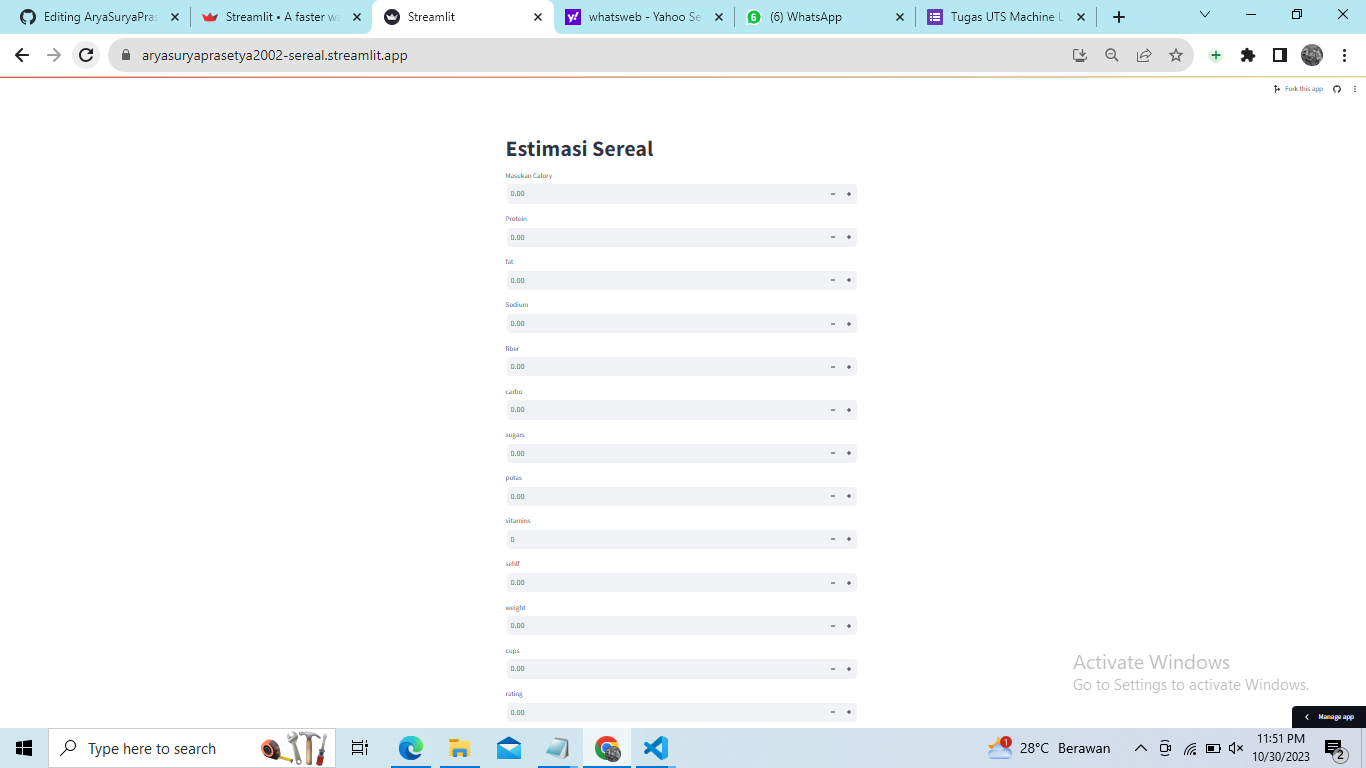 Editing AryaSuryaPras
Streamlit • A faster wa
Streamlit
whatsweb - Yahoo Se
(6) WhatsApp
Tugas UTS Machine L
aryasuryaprasetya2002-sereal.streamlit.app
Fork this app
Estimasi Sereal
Masukan Calory
0.00
Protein
0.00
fat
0.00
Sodium
0.00
fiber
0.00
carbo
0.00
sugars
0.00
potas
0.00
vitamins
0
sehlf
0.00
weight
0.00
cups
0.00
rating
0.00
Activate Windows
Go to Settings to activate Windows.
Manage app
Type here to search
1
28°C Berawan
11:51 PM
10/30/2023
2